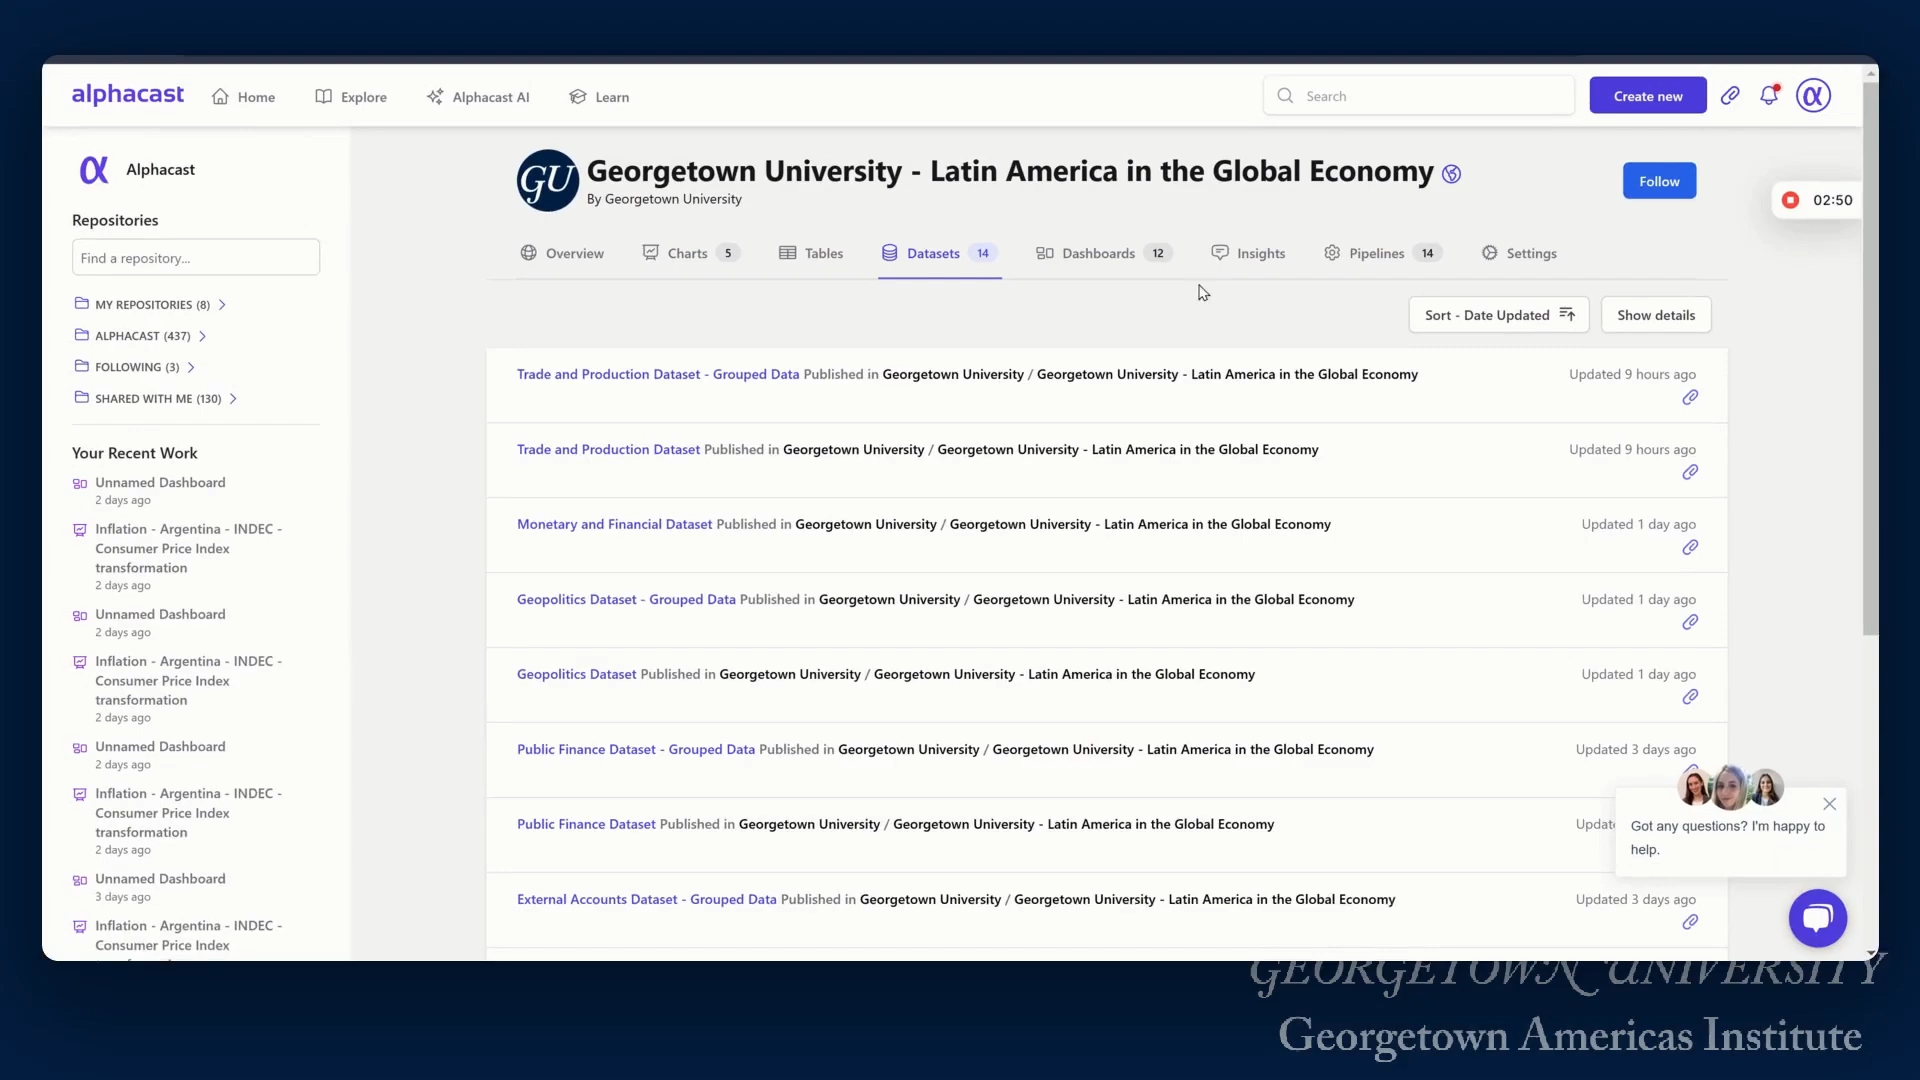 alphacast
Home
Explore
Alphacast AI
Learn
Search
Create new
α
α
Alphacast
Repositories
Find a repository...
MY REPOSITORIES (8)
ALPHACAST (437)
FOLLOWING (3)
SHARED WITH ME (130)
Your Recent Work
Unnamed Dashboard
2 days ago
Inflation - Argentina - INDEC -
Consumer Price Index
transformation
2 days ago
Unnamed Dashboard
2 days ago
Inflation - Argentina - INDEC -
Consumer Price Index
transformation
2 days ago
Unnamed Dashboard
2 days ago
Inflation - Argentina - INDEC -
Consumer Price Index
transformation
2 days ago
Unnamed Dashboard
3 days ago
Inflation - Argentina - INDEC -
Consumer Price Index
GU
Georgetown University - Latin America in the Global Economy
By Georgetown University
Follow
02:50
Overview
Charts 5
Tables
Datasets 14
Dashboards 12
Insights
Pipelines 14
Settings
Sort - Date Updated
Show details
Trade and Production Dataset - Grouped Data Published in Georgetown University / Georgetown University - Latin America in the Global Economy
Updated 9 hours ago
Trade and Production Dataset Published in Georgetown University / Georgetown University - Latin America in the Global Economy
Updated 9 hours ago
Monetary and Financial Dataset Published in Georgetown University / Georgetown University - Latin America in the Global Economy
Updated 1 day ago
Geopolitics Dataset - Grouped Data Published in Georgetown University / Georgetown University - Latin America in the Global Economy
Updated 1 day ago
Geopolitics Dataset Published in Georgetown University / Georgetown University - Latin America in the Global Economy
Updated 1 day ago
Public Finance Dataset - Grouped Data Published in Georgetown University / Georgetown University - Latin America in the Global Economy
Updated 3 days ago
Public Finance Dataset Published in Georgetown University / Georgetown University - Latin America in the Global Economy
External Accounts Dataset - Grouped Data Published in Georgetown University / Georgetown University - Latin America in the Global Economy
Updated 3 days ago
Got any questions? I'm happy to
help.
GEORGETOWN UNIVERSITY
Georgetown Americas Institute